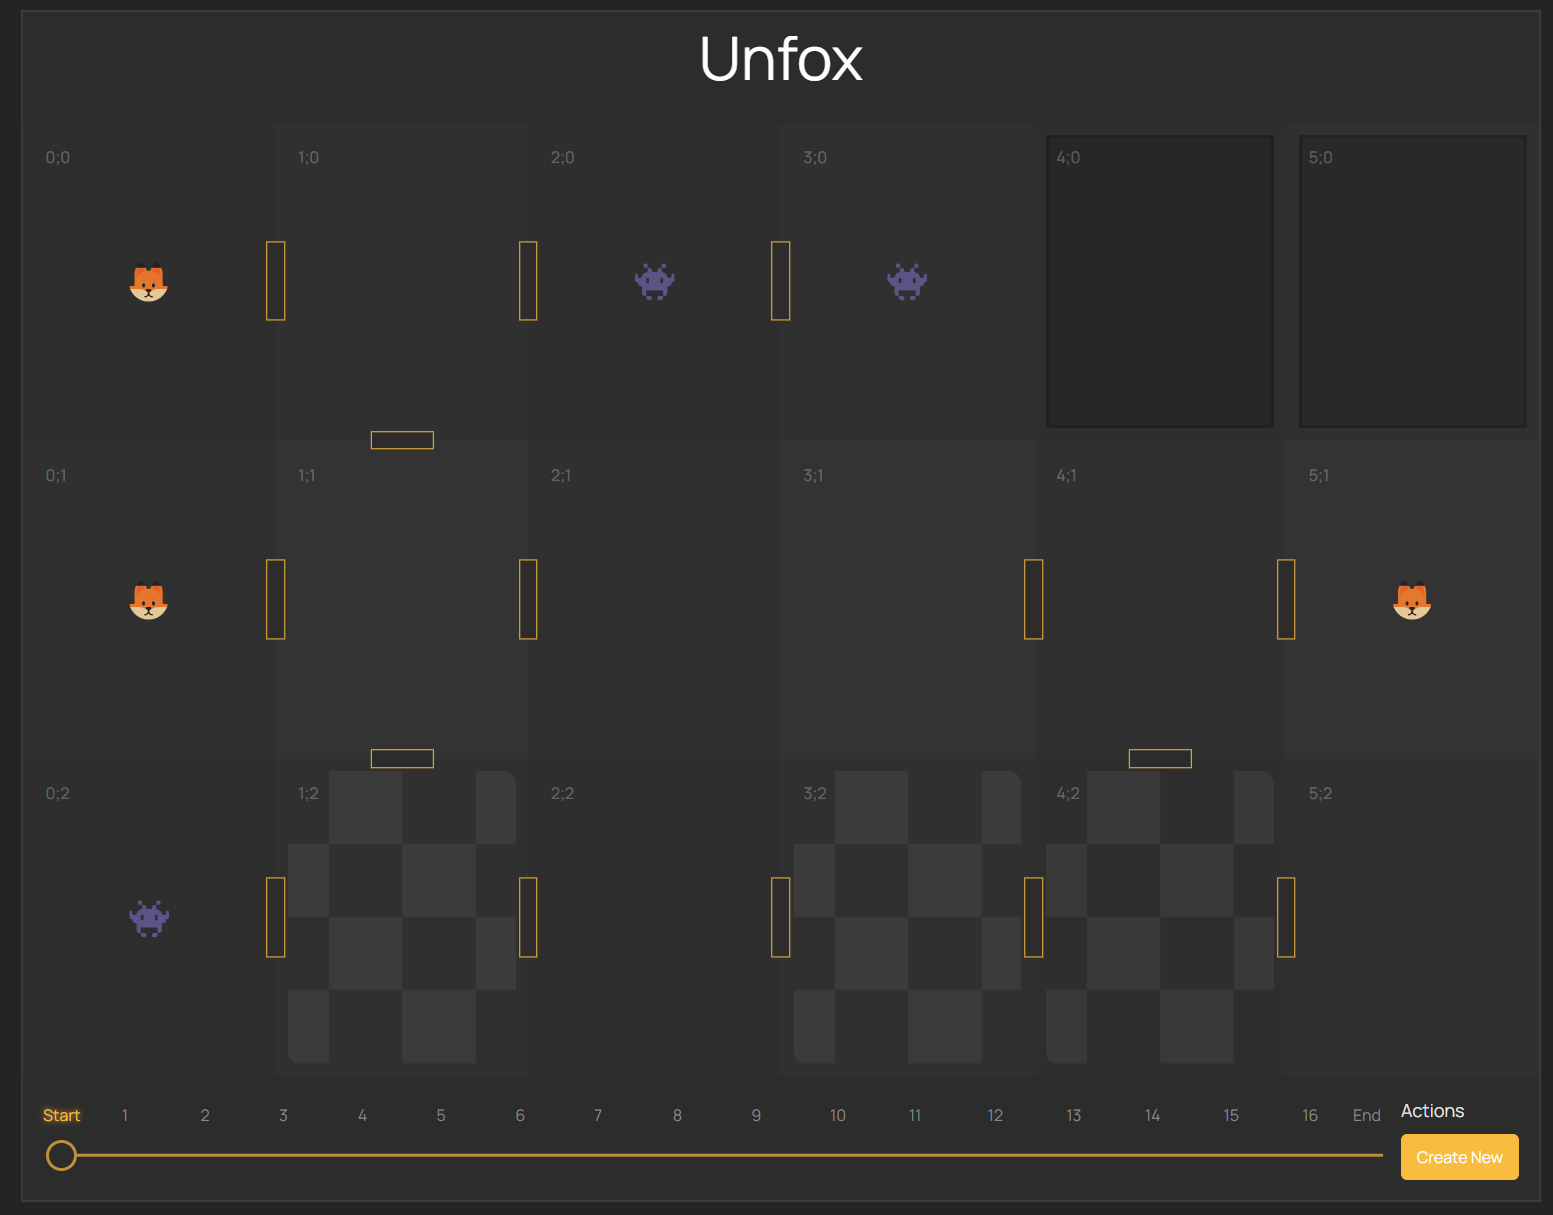 Unfox
0;0 1;0 2;0 3;0 4;0 5;0
0;1 1;1 2;1 3;1 4;1 5;1
0;2 1;2 2;2 3;2 4;2 5;2
Start 1 2 3 4 5 6 7 8 9 10 11 12 13 14 15 16 End Actions
Create New